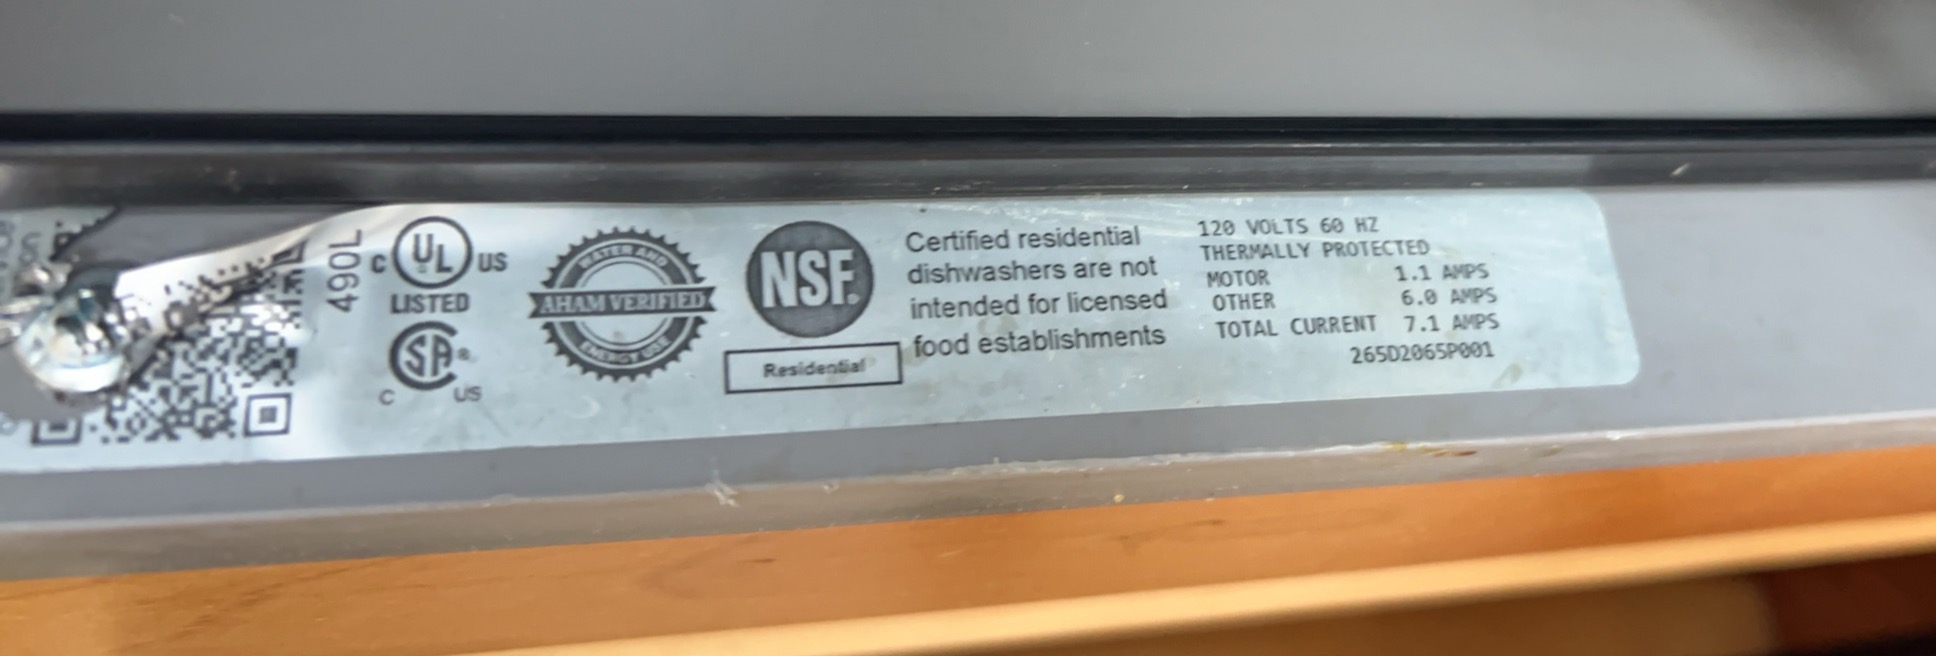 490L
C UL US
LISTED
SA®
C US
WATER AND
AHAM VERIFIED
ENERGY USE
NSF®
Residential
Certified residential
dishwashers are not
intended for licensed
food establishments
120 VOLTS 60 HZ
THERMALLY PROTECTED
MOTOR 1.1 AMPS
OTHER 6.0 AMPS
TOTAL CURRENT 7.1 AMPS
265D2065P001